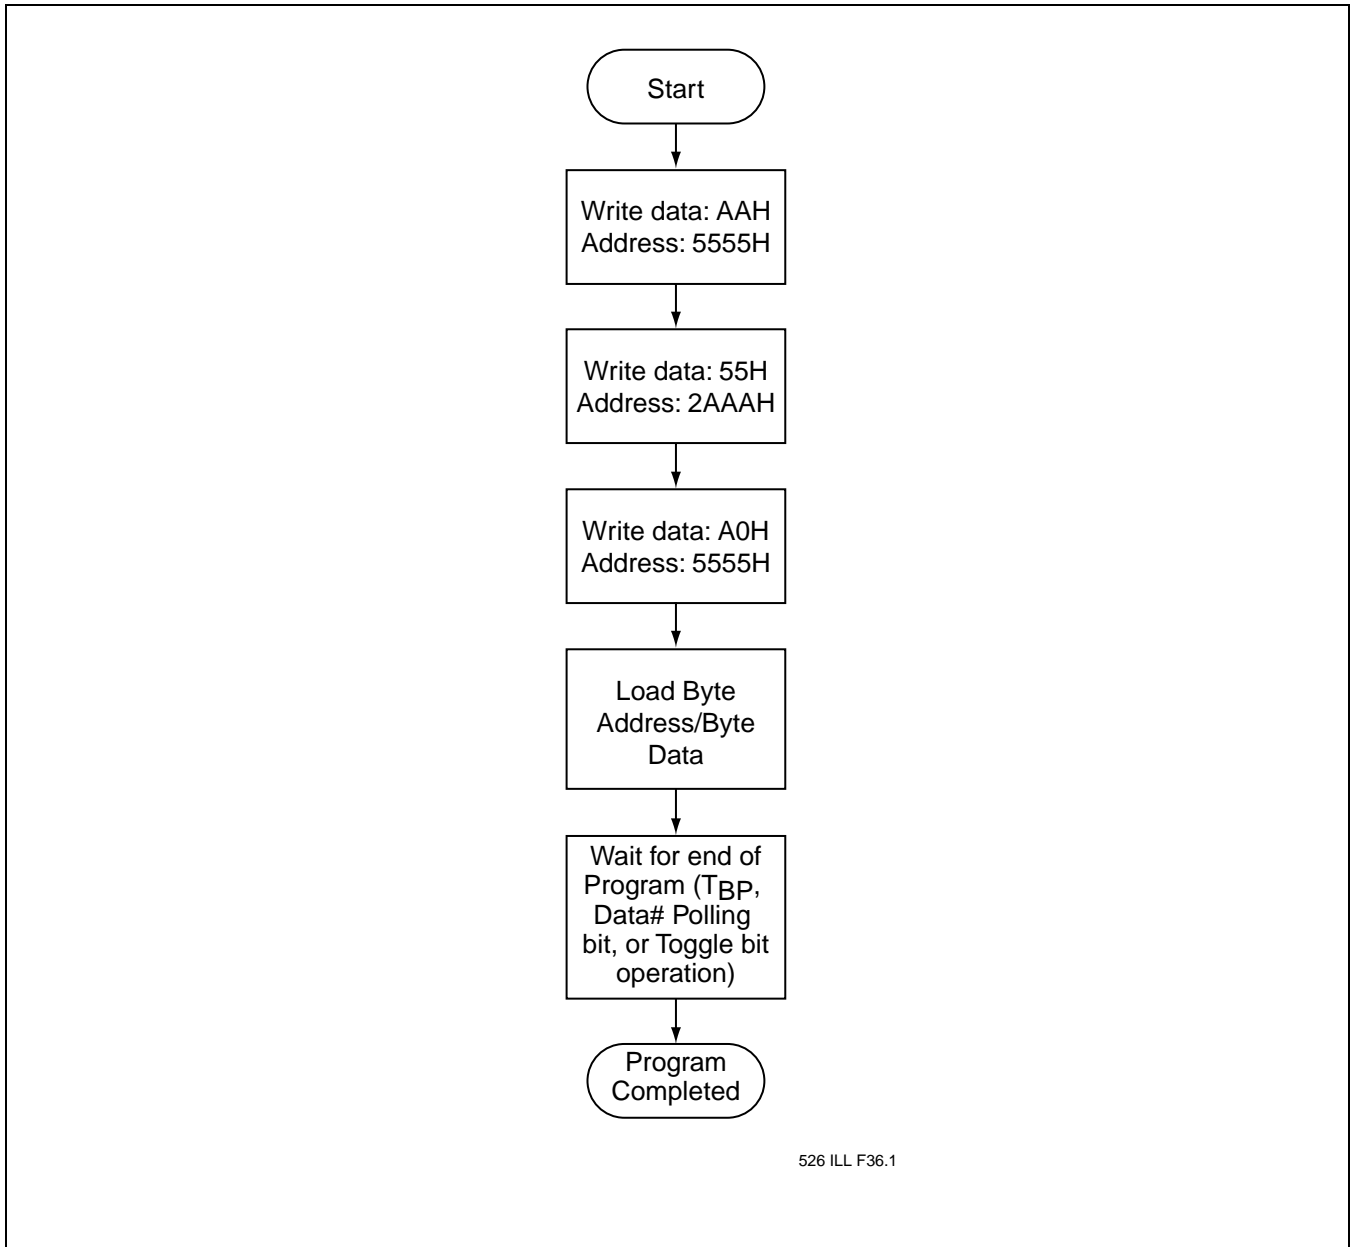 Start
Write data: AAH
Address: 5555H
Write data: 55H
Address: 2AAAH
Write data: A0H
Address: 5555H
Load Byte
Address/Byte
Data
Wait for end of
Program (TBP,
Data# Polling
bit, or Toggle bit
operation)
Program
Completed
526 ILL F36.1